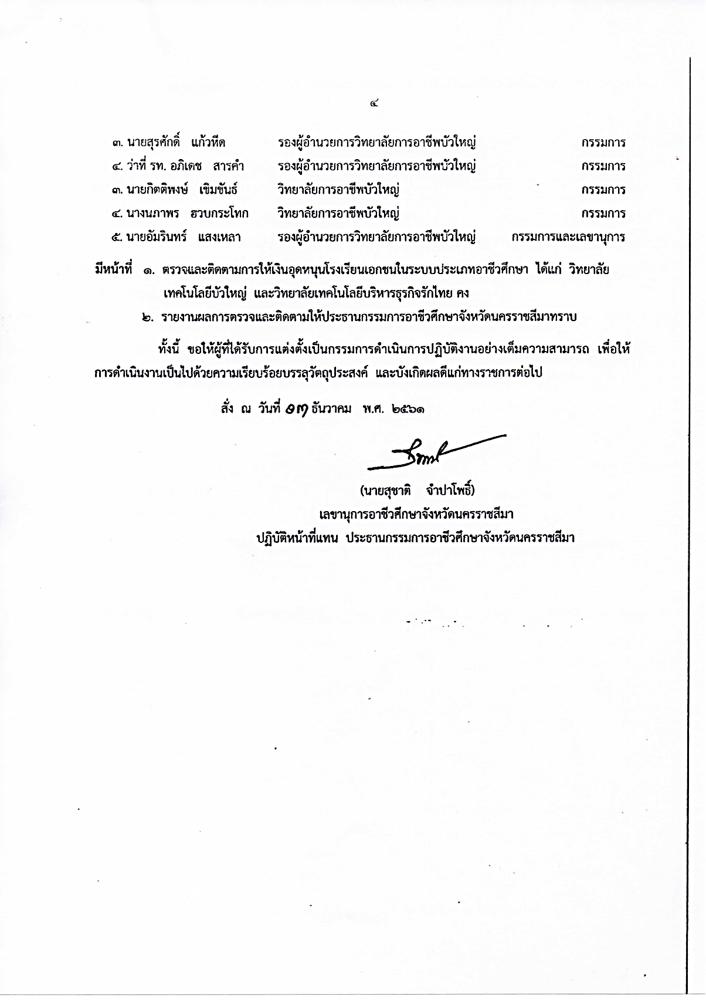 ๔
๓. นายสุรศักดิ์ แก้วหีด รองผู้อำนวยการวิทยาลัยการอาชีพบัวใหญ่ กรรมการ
๔. ว่าที่ รท. อภิเดช สารคำ รองผู้อำนวยการวิทยาลัยการอาชีพบัวใหญ่ กรรมการ
๓. นายกิตติพงษ์ เขิมขันธ์ วิทยาลัยการอาชีพบัวใหญ่ กรรมการ
๔. นางนภาพร ฮวบกระโทก วิทยาลัยการอาชีพบัวใหญ่ กรรมการ
๕. นายอัมรินทร์ แสงเหลา รองผู้อำนวยการวิทยาลัยการอาชีพบัวใหญ่ กรรมการและเลขานุการ
มีหน้าที่ ๑. ตรวจและติดตามการให้เงินอุดหนุนโรงเรียนเอกชนในระบบประเภทอาชีวศึกษา ได้แก่ วิทยาลัย
เทคโนโลยีบัวใหญ่ และวิทยาลัยเทคโนโลยีบริหารธุรกิจรักไทย คง
๒. รายงานผลการตรวจและติดตามให้ประธานกรรมการอาชีวศึกษาจังหวัดนครราชสีมาทราบ
ทั้งนี้ ขอให้ผู้ที่ได้รับการแต่งตั้งเป็นกรรมการดำเนินการปฏิบัติงานอย่างเต็มความสามารถ เพื่อให้
การดำเนินงานเป็นไปด้วยความเรียบร้อยบรรลุวัตถุประสงค์ และบังเกิดผลดีแก่ทางราชการต่อไป
สั่ง ณ วันที่ ๑๗ ธันวาคม พ.ศ. ๒๕๖๑
(นายสุชาติ จำปาโพธิ์)
เลขานุการอาชีวศึกษาจังหวัดนครราชสีมา
ปฏิบัติหน้าที่แทน ประธานกรรมการอาชีวศึกษาจังหวัดนครราชสีมา